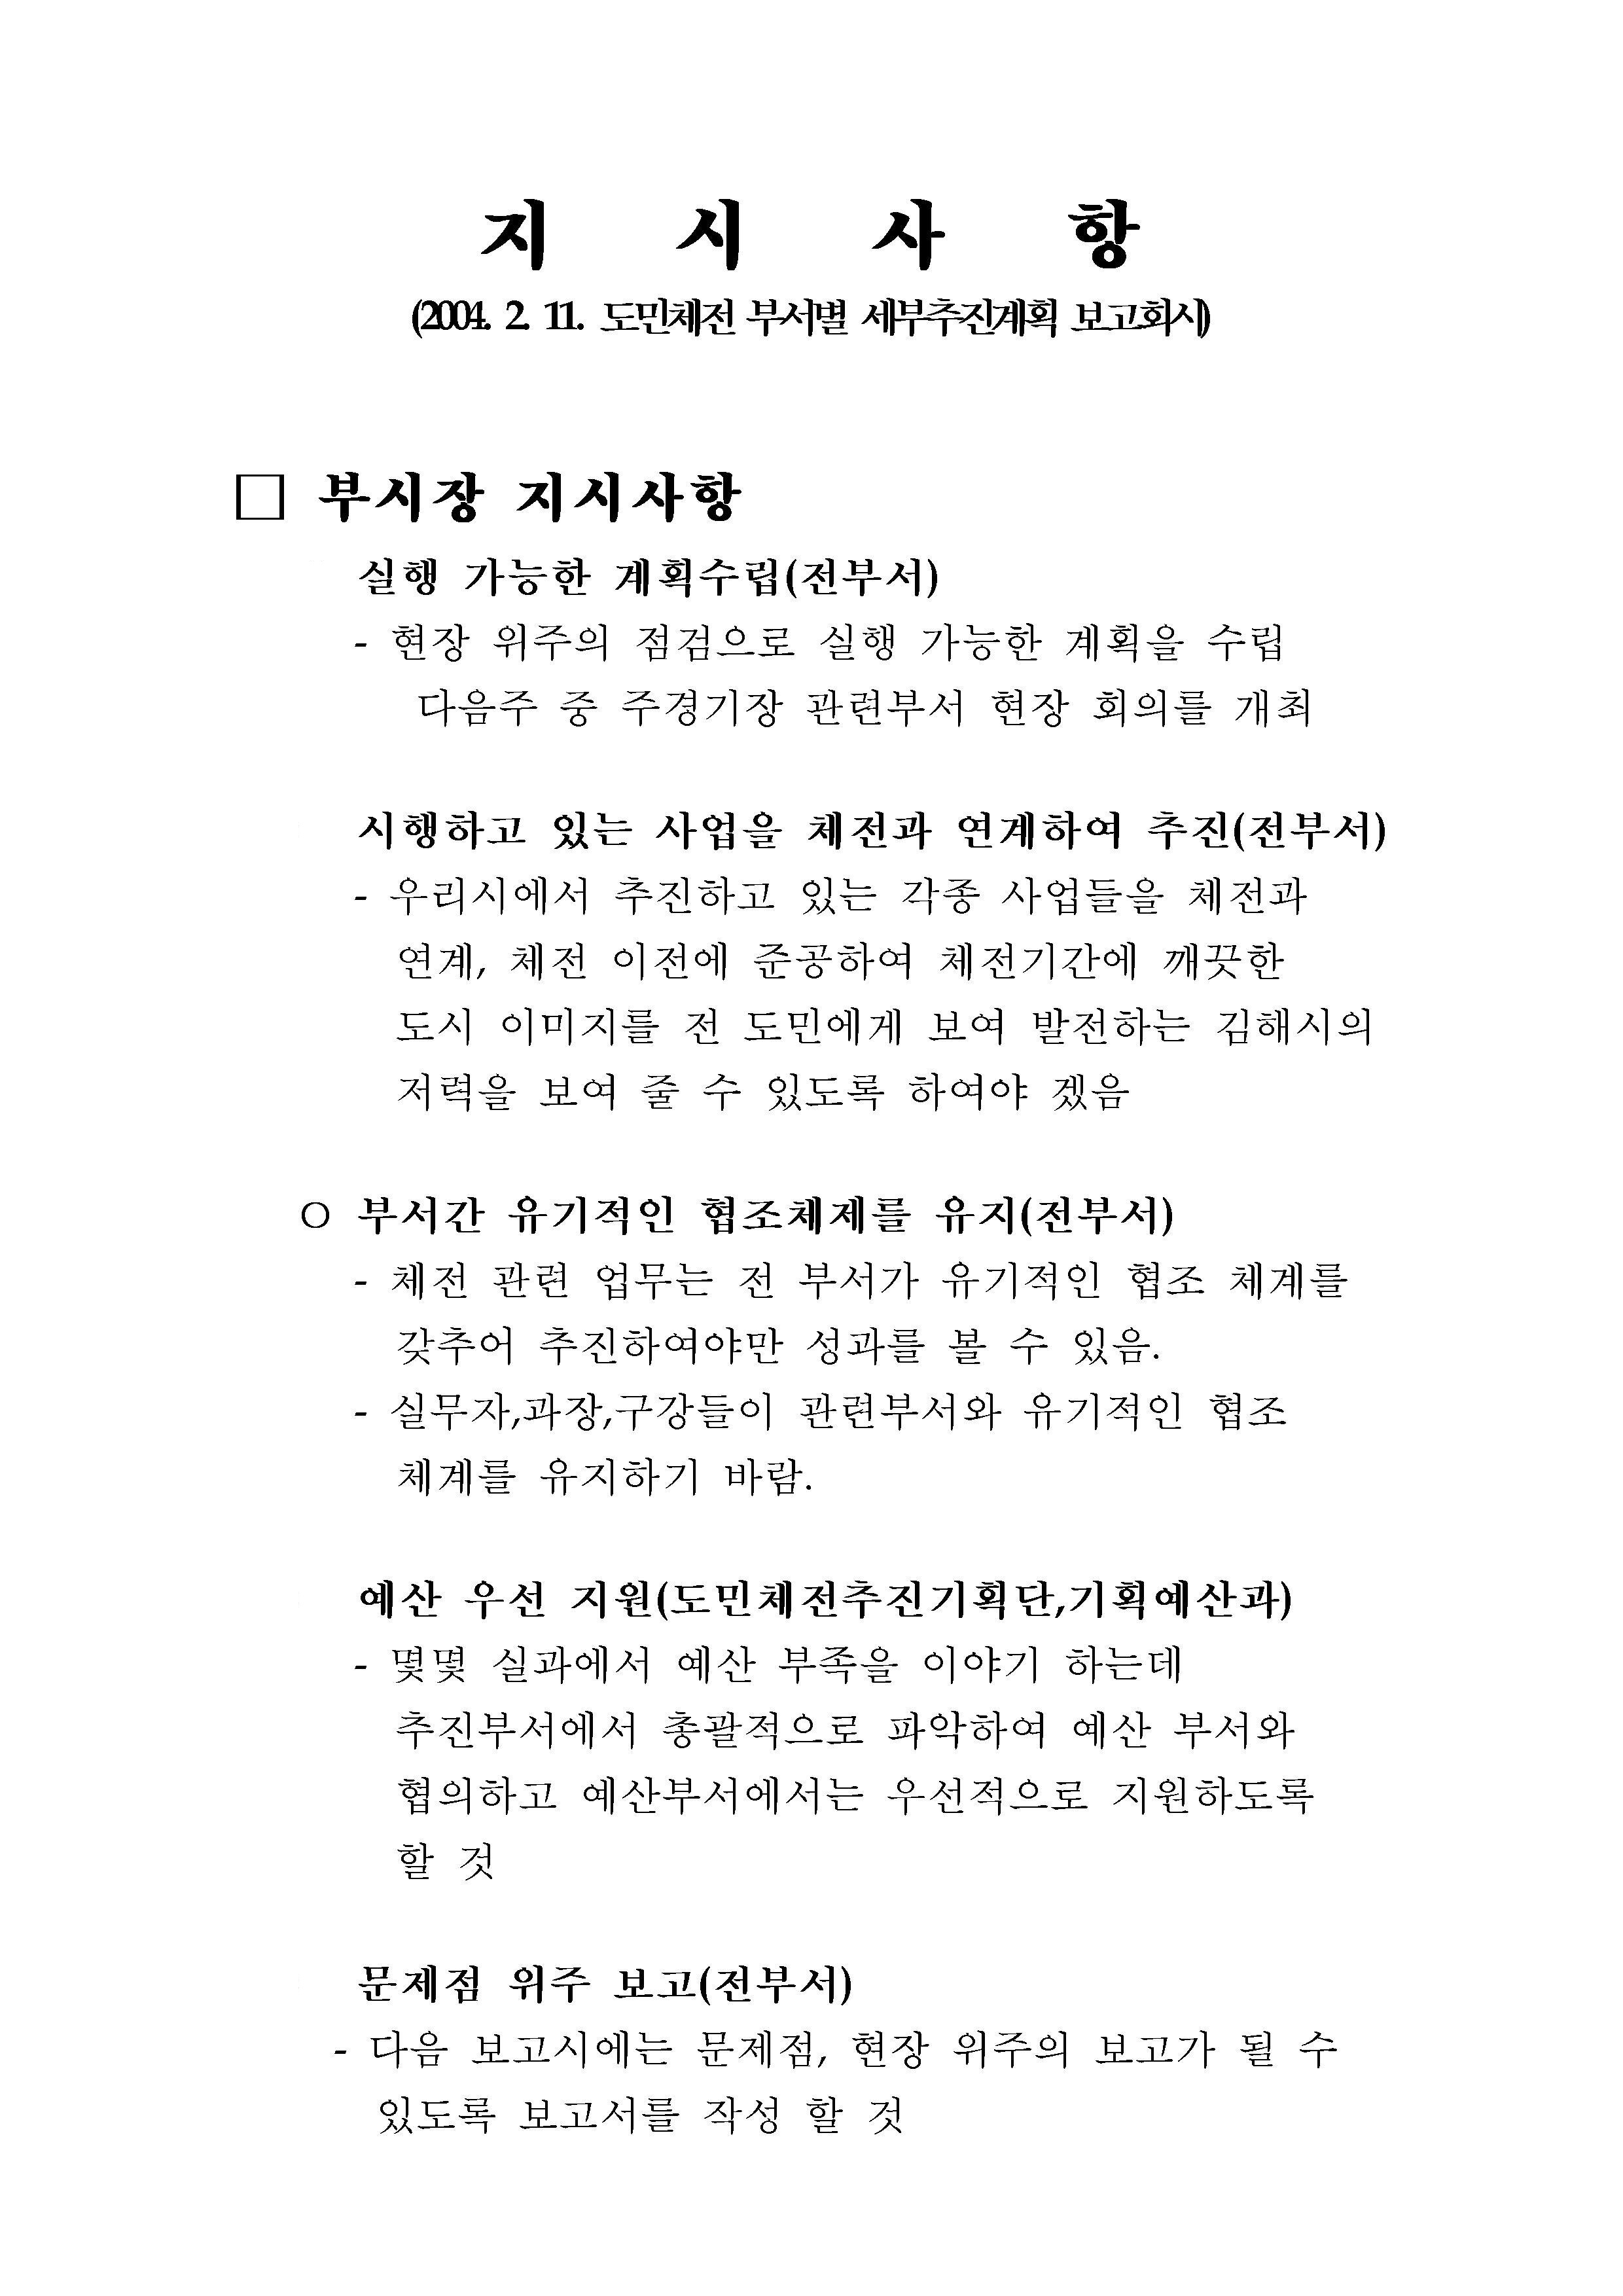 지 시 사 항
(2004. 2. 11. 도민체전 부서별 세부추진계획 보고회시)
□ 부시장 지시사항
실행 가능한 계획수립(전부서)
- 현장 위주의 점검으로 실행 가능한 계획을 수립
다음주 중 주경기장 관련부서 현장 회의를 개최
시행하고 있는 사업을 체전과 연계하여 추진(전부서)
- 우리시에서 추진하고 있는 각종 사업들을 체전과
연계, 체전 이전에 준공하여 체전기간에 깨끗한
도시 이미지를 전 도민에게 보여 발전하는 김해시의
저력을 보여 줄 수 있도록 하여야 겠음
○ 부서간 유기적인 협조체제를 유지(전부서)
- 체전 관련 업무는 전 부서가 유기적인 협조 체계를
갖추어 추진하여야만 성과를 볼 수 있음.
- 실무자,과장,구강들이 관련부서와 유기적인 협조
체계를 유지하기 바람.
예산 우선 지원(도민체전추진기획단,기획예산과)
- 몇몇 실과에서 예산 부족을 이야기 하는데
추진부서에서 총괄적으로 파악하여 예산 부서와
협의하고 예산부서에서는 우선적으로 지원하도록
할 것
문제점 위주 보고(전부서)
- 다음 보고시에는 문제점, 현장 위주의 보고가 될 수
있도록 보고서를 작성 할 것